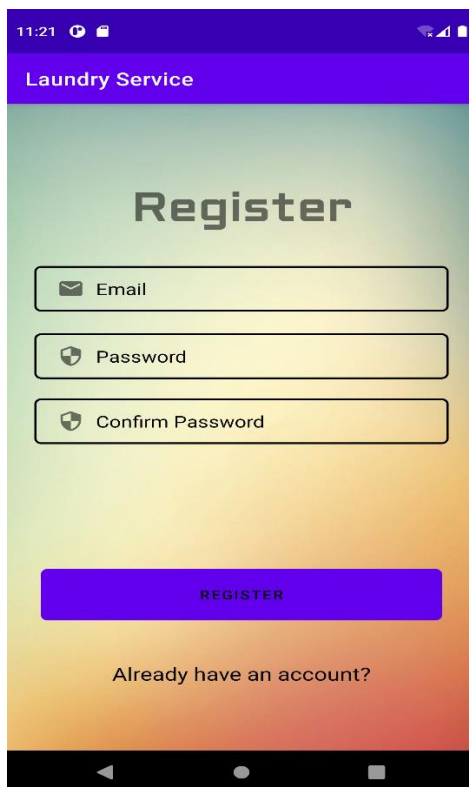 11:21
Laundry Service
Register
Email
Password
Confirm Password
REGISTER
Already have an account?